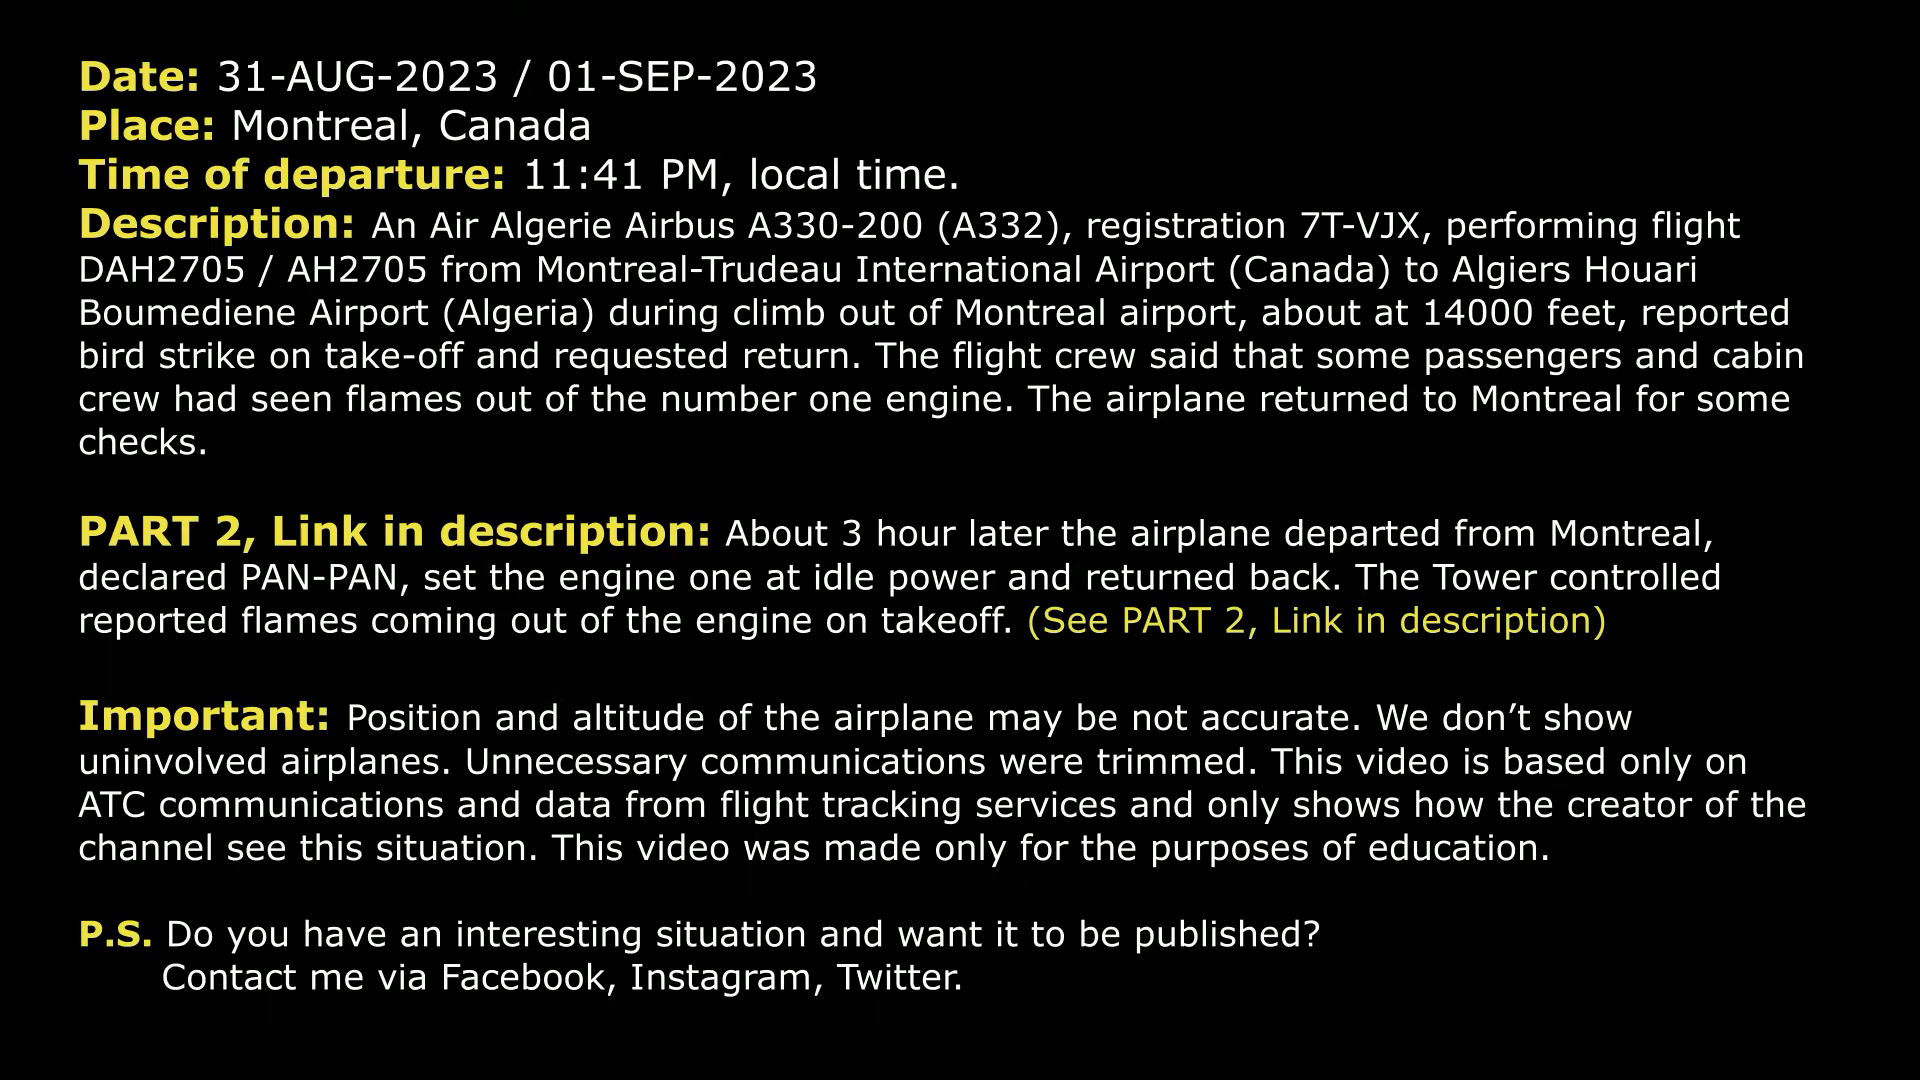 Date: 31-AUG-2023 / 01-SEP-2023
Place: Montreal, Canada
Time of departure: 11:41 PM, local time.
Description: An Air Algerie Airbus A330-200 (A332), registration 7T-VJX, performing flight
DAH2705 / AH2705 from Montreal-Trudeau International Airport (Canada) to Algiers Houari
Boumediene Airport (Algeria) during climb out of Montreal airport, about at 14000 feet, reported
bird strike on take-off and requested return. The flight crew said that some passengers and cabin
crew had seen flames out of the number one engine. The airplane returned to Montreal for some
checks.
PART 2, Link in description: About 3 hour later the airplane departed from Montreal,
declared PAN-PAN, set the engine one at idle power and returned back. The Tower controlled
reported flames coming out of the engine on takeoff. (See PART 2, Link in description)
Important: Position and altitude of the airplane may be not accurate. We don’t show
uninvolved airplanes. Unnecessary communications were trimmed. This video is based only on
ATC communications and data from flight tracking services and only shows how the creator of the
channel see this situation. This video was made only for the purposes of education.
P.S. Do you have an interesting situation and want it to be published?
Contact me via Facebook, Instagram, Twitter.